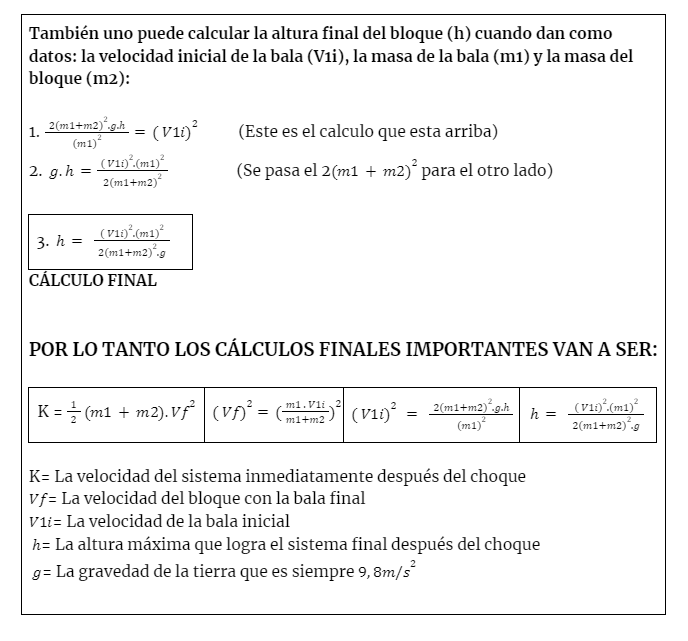 También uno puede calcular la altura final del bloque (h) cuando dan como
datos: la velocidad inicial de la bala (V1i), la masa de la bala (m1) y la masa del
bloque (m2):
1. \frac{2(m1+m2)^2.g.h}{(m1)^2} = (V1i)^2 (Este es el calculo que esta arriba)
2. g.h = \frac{(V1i)^2.(m1)^2}{2(m1+m2)^2} (Se pasa el 2(m1 + m2)^2 para el otro lado)
3. h = \frac{(V1i)^2.(m1)^2}{2(m1+m2)^2.g}
CÁLCULO FINAL
POR LO TANTO LOS CÁLCULOS FINALES IMPORTANTES VAN A SER:
K = \frac{1}{2}(m1 + m2).Vf^2 (Vf)^2 = (\frac{m1.V1i}{m1+m2})^2 (V1i)^2 = \frac{2(m1+m2)^2.g.h}{(m1)^2} h = \frac{(V1i)^2.(m1)^2}{2(m1+m2)^2.g}
K= La velocidad del sistema inmediatamente después del choque
Vf= La velocidad del bloque con la bala final
V1i= La velocidad de la bala inicial
h= La altura máxima que logra el sistema final después del choque
g= La gravedad de la tierra que es siempre 9,8m/s^2